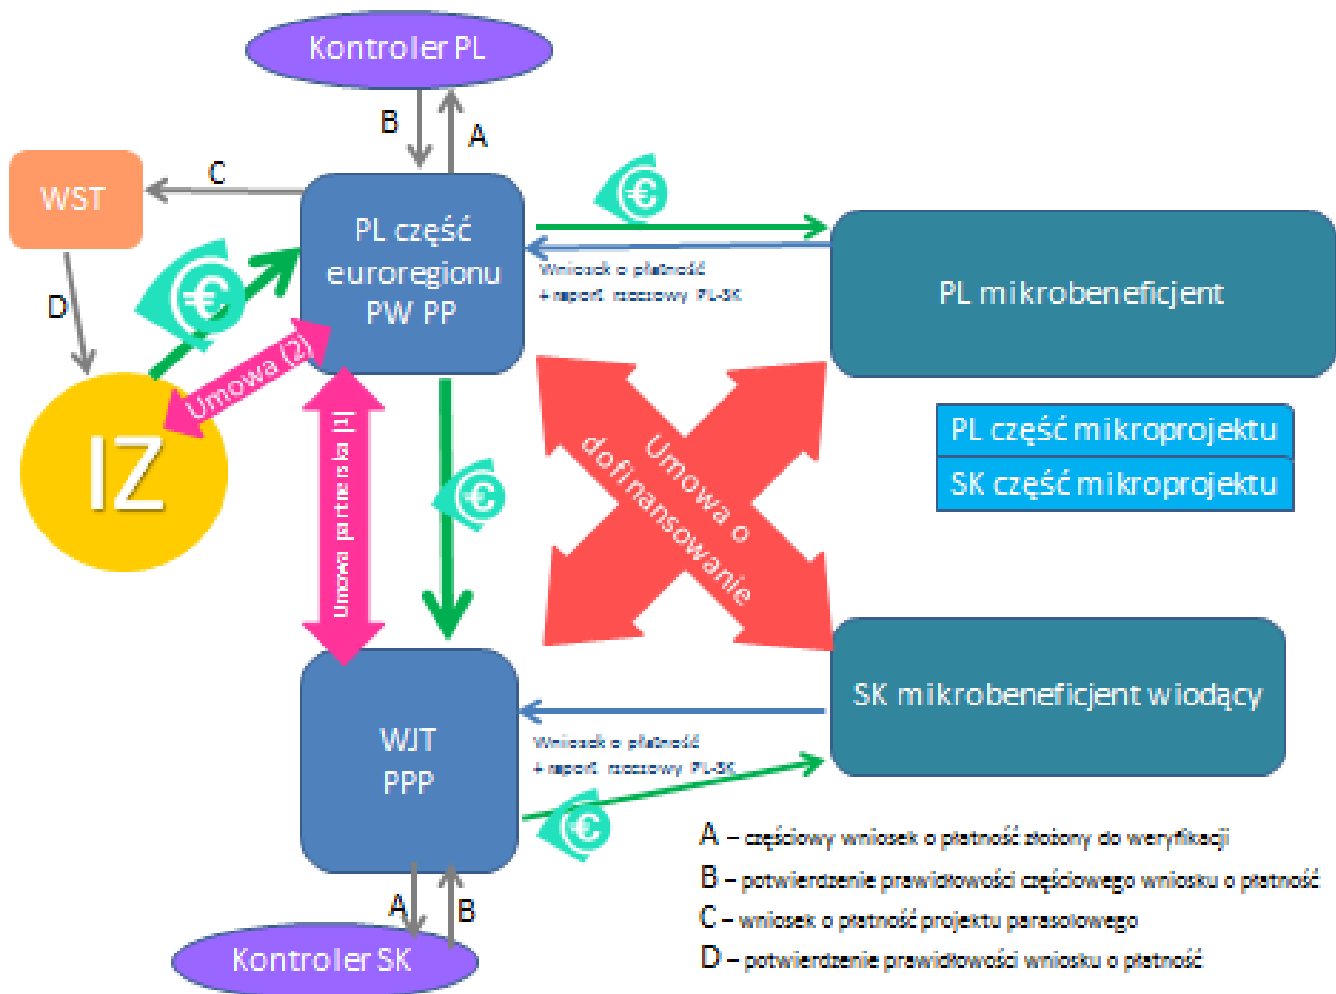 Kontroler PL
B
A
WST
C
PL część
euroregionu
PW PP
€
Wniosek o płatność
+ raport rzeczowy PL-SK
PL mikrobeneficjent
D
€
Umowa (2)
IZ
Umowa partnerska [1]
€
Umowa o
dofinansowanie
PL część mikroprojektu
SK część mikroprojektu
SK mikrobeneficjent wiodący
WJT
PPP
Wniosek o płatność
+ raport rzeczowy PL-SK
€
A
B
Kontroler SK
A – częściowy wniosek o płatność złożony do weryfikacji
B – potwierdzenie prawidłowości częściowego wniosku o płatność
C – wniosek o płatność projektu parasolowego
D – potwierdzenie prawidłowości wniosku o płatność